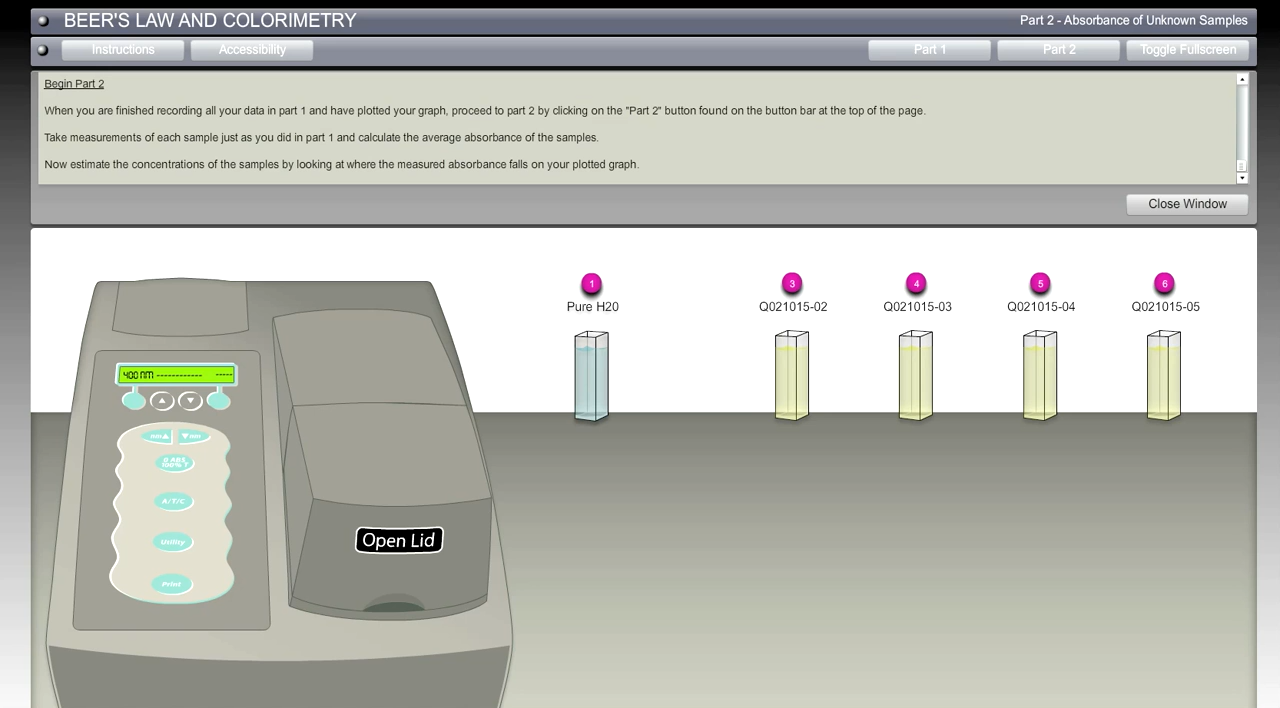 BEER'S LAW AND COLORIMETRY
Part 2 - Absorbance of Unknown Samples
Instructions
Accessibility
Part 1
Part 2
Toggle Fullscreen
Begin Part 2
When you are finished recording all your data in part 1 and have plotted your graph, proceed to part 2 by clicking on the "Part 2" button found on the button bar at the top of the page.
Take measurements of each sample just as you did in part 1 and calculate the average absorbance of the samples.
Now estimate the concentrations of the samples by looking at where the measured absorbance falls on your plotted graph.
Close Window
1
3
4
5
6
Pure H20
Q021015-02
Q021015-03
Q021015-04
Q021015-05
400 nm ------------ -----
nm▲
▼nm
0 ABS
100% T
A/T/C
Utility
Print
Open Lid